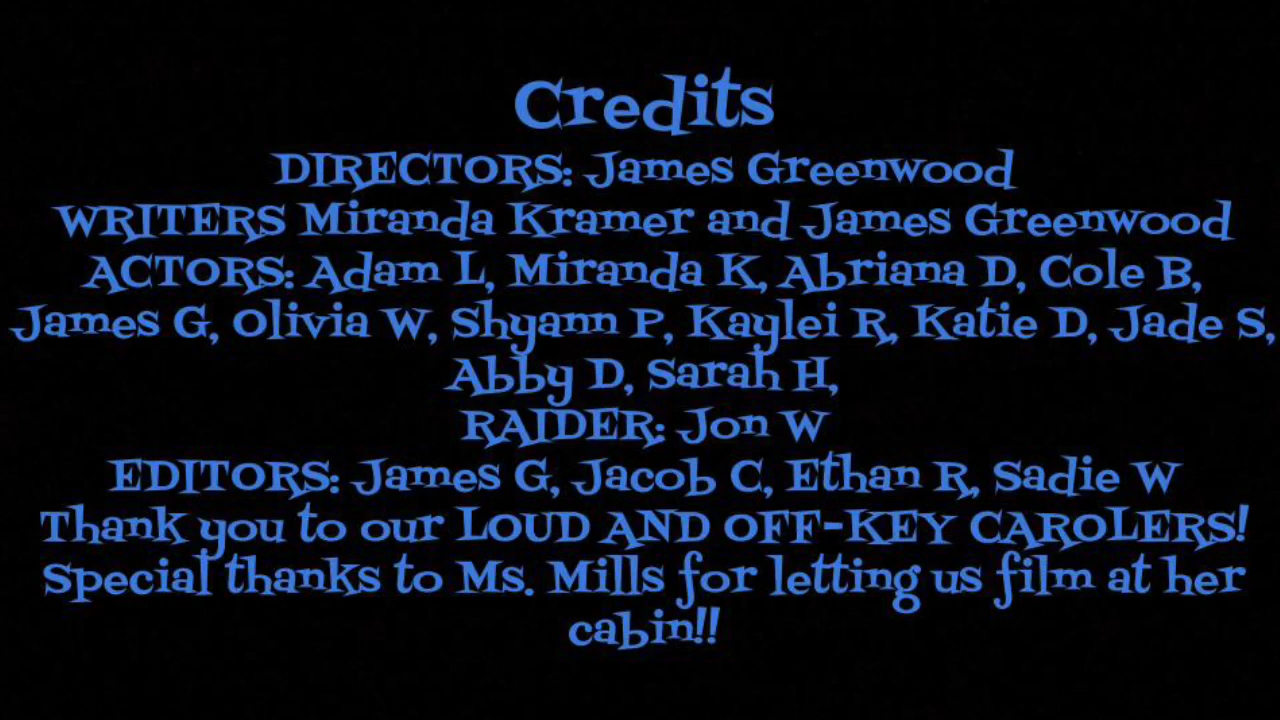 Credits
DIRECTORS: James Greenwood
WRITERS Miranda Kramer and James Greenwood
ACTORS: Adam L, Miranda K, Abriana D, Cole B,
James G, Olivia W, Shyann P, Kaylei R, Katie D, Jade S,
Abby D, Sarah H,
RAIDER: Jon W
EDITORS: James G, Jacob C, Ethan R, Sadie W
Thank you to our LOUD AND OFF-KEY CAROLERS!
Special thanks to Ms. Mills for letting us film at her
cabin!!